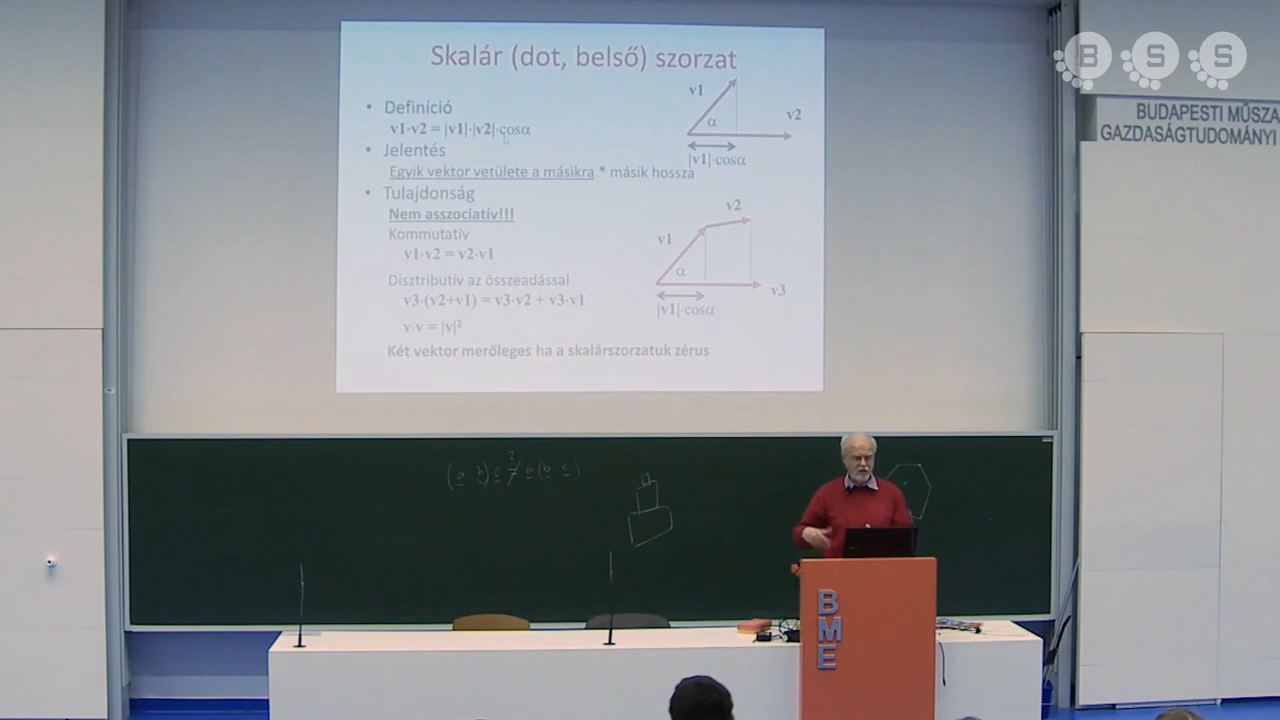 Skalár (dot, belső) szorzat
• Definíció
v1·v2 = |v1|·|v2|·cosα
• Jelentés
Egyik vektor vetülete a másikra * másik hossza
• Tulajdonság
Nem asszociatív!!!
Kommutatív
v1·v2 = v2·v1
Disztributív az összeadással
v3·(v2+v1) = v3·v2 + v3·v1
v·v = |v|²
Két vektor merőleges ha a skalárszorzatuk zérus
v1
α
v2
|v1|·cosα
v2
v1
α
v3
|v1|·cosα
B S S
BUDAPESTI MŰSZA
GAZDASÁGTUDOMÁNYI
(a b) c ≠ a (b c)
BME